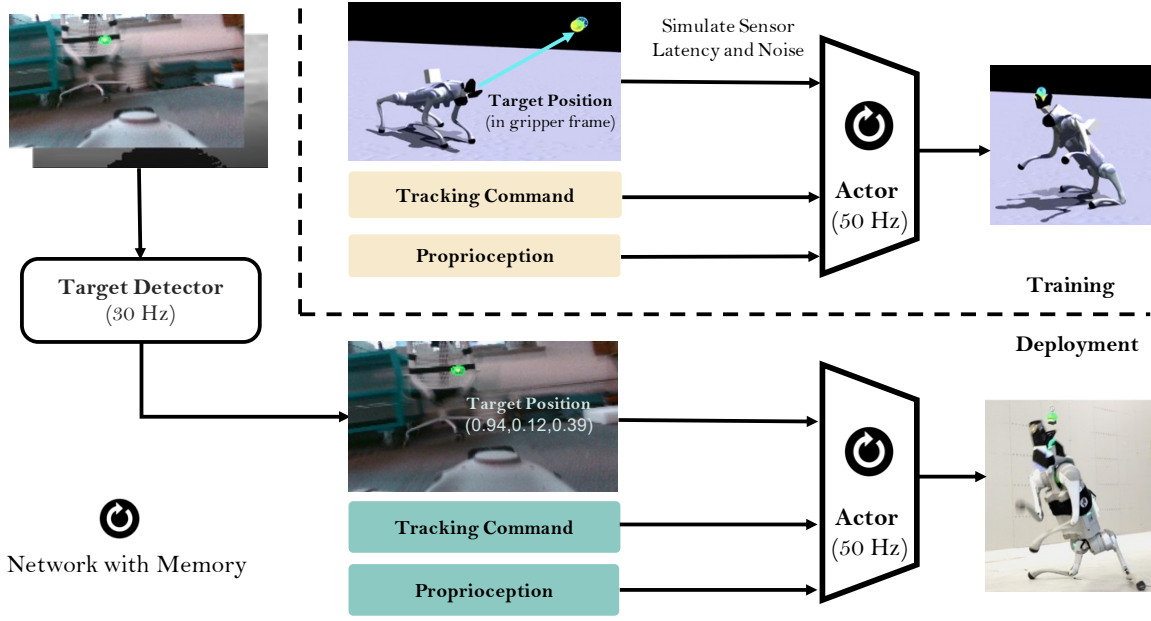 Simulate Sensor
Latency and Noise
Target Position
(in gripper frame)
Tracking Command
Proprioception
Actor
(50 Hz)
Training
Target Detector
(30 Hz)
Deployment
Target Position
(0.94,0.12,0.39)
Tracking Command
Proprioception
Actor
(50 Hz)
Network with Memory